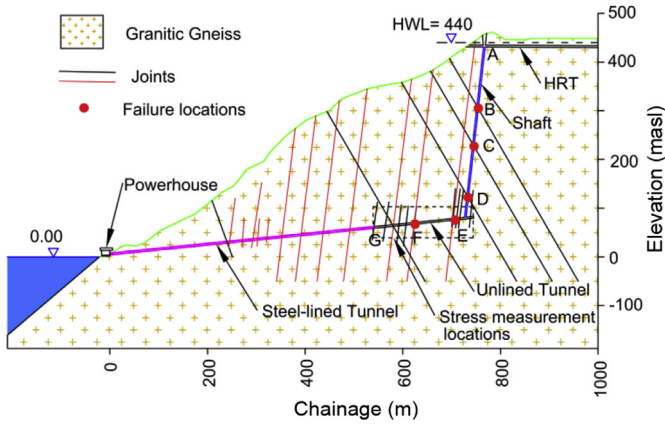 Granitic Gneiss
Joints
Failure locations
HWL= 440
A
HRT
B
Shaft
C
D
Powerhouse
0.00
G
F
E
Unlined Tunnel
Steel-lined Tunnel
Stress measurement
locations
500
400
200
0
-100
Elevation (masl)
0
200
400
600
800
1000
Chainage (m)